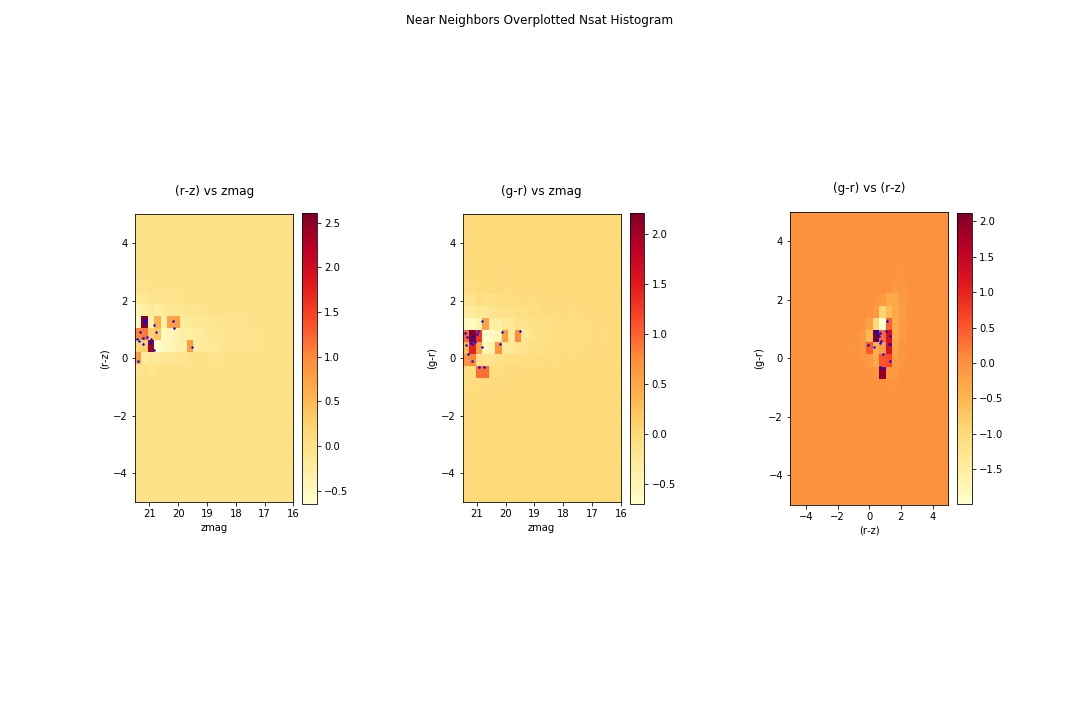 Near Neighbors Overplotted Nsat Histogram
(r-z) vs zmag
(r-z)
4
2
0
−2
−4
21 20 19 18 17 16
zmag
2.5
2.0
1.5
1.0
0.5
0.0
−0.5
(g-r) vs zmag
(g-r)
4
2
0
−2
−4
21 20 19 18 17 16
zmag
2.0
1.5
1.0
0.5
0.0
−0.5
(g-r) vs (r-z)
(g-r)
4
2
0
−2
−4
−4 −2 0 2 4
(r-z)
2.0
1.5
1.0
0.5
0.0
−0.5
−1.0
−1.5